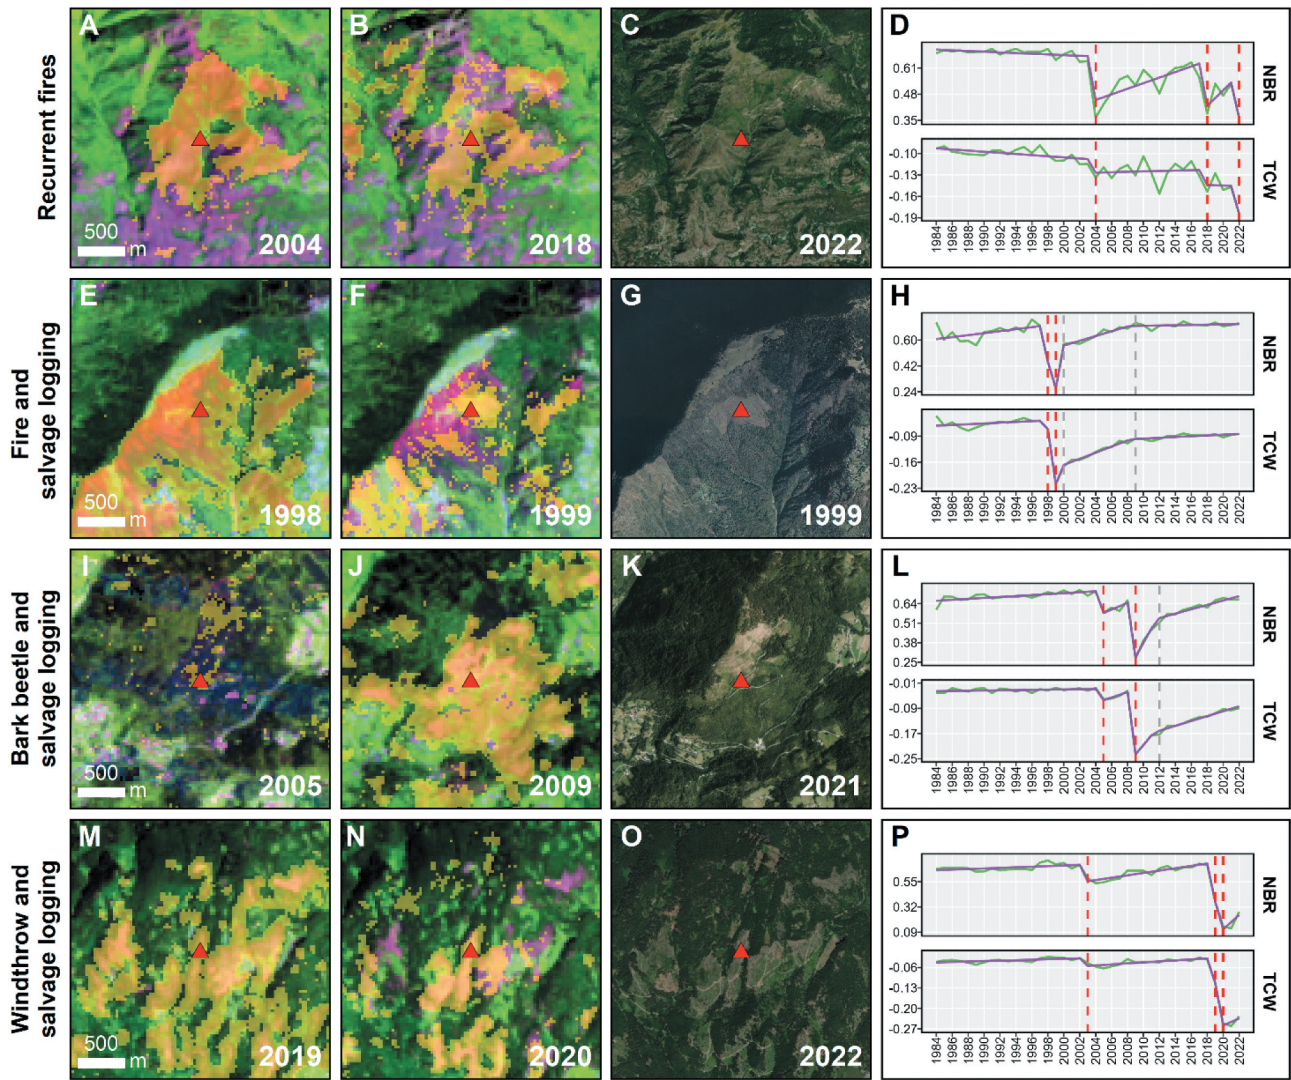 Recurrent fires
A
500
m
2004
B
2018
C
2022
D
0.61
0.48
0.35
NBR
-0.10
-0.13
-0.16
-0.19
TCW
1984 1986 1988 1990 1992 1994 1996 1998 2000 2002 2004 2006 2008 2010 2012 2014 2016 2018 2020 2022
Fire and
salvage logging
E
500
m
1998
F
1999
G
1999
H
0.60
0.42
0.24
NBR
-0.09
-0.16
-0.23
TCW
1984 1986 1988 1990 1992 1994 1996 1998 2000 2002 2004 2006 2008 2010 2012 2014 2016 2018 2020 2022
Bark beetle and
salvage logging
I
500
m
2005
J
2009
K
2021
L
0.64
0.51
0.38
0.25
NBR
-0.01
-0.09
-0.17
-0.25
TCW
1984 1986 1988 1990 1992 1994 1996 1998 2000 2002 2004 2006 2008 2010 2012 2014 2016 2018 2020 2022
Windthrow and
salvage logging
M
500
m
2019
N
2020
O
2022
P
0.55
0.32
0.09
NBR
-0.06
-0.13
-0.20
-0.27
TCW
1984 1986 1988 1990 1992 1994 1996 1998 2000 2002 2004 2006 2008 2010 2012 2014 2016 2018 2020 2022